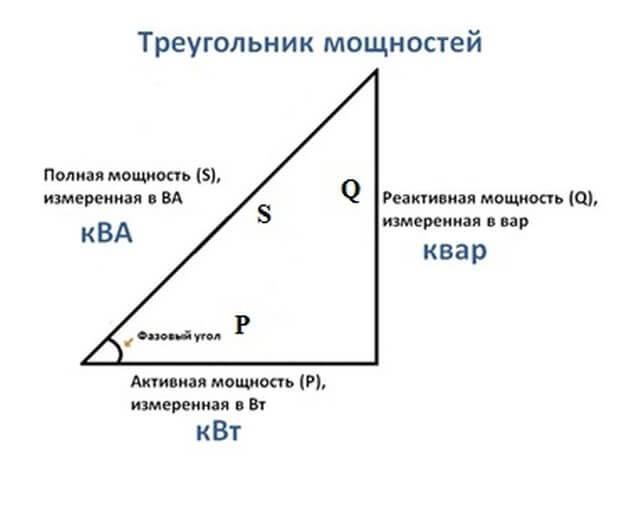 Треугольник мощностей
Полная мощность (S),
измеренная в ВА
кВА
S
Q
Реактивная мощность (Q),
измеренная в вар
квар
P
Фазовый угол
Активная мощность (P),
измеренная в Вт
кВт